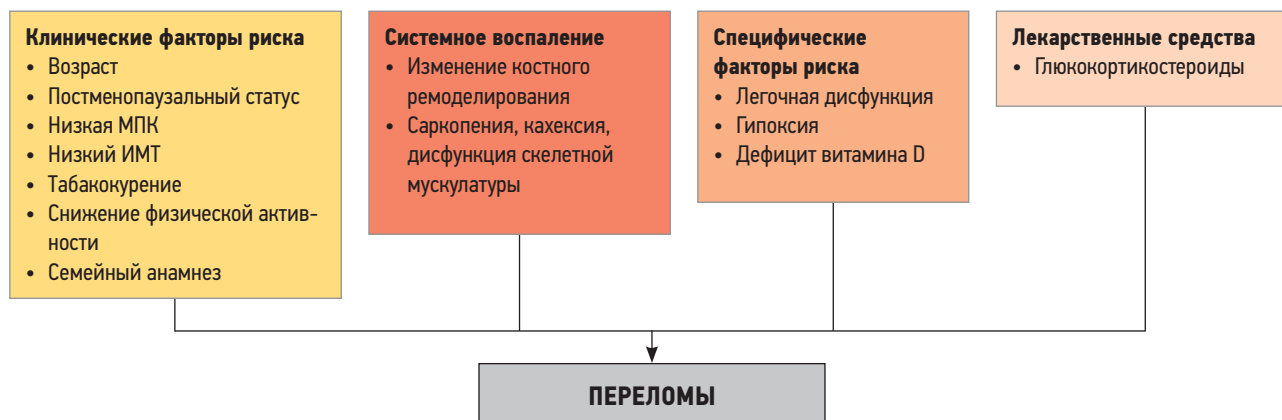 Клинические факторы риска
• Возраст
• Постменопаузальный статус
• Низкая МПК
• Низкий ИМТ
• Табакокурение
• Снижение физической актив-
ности
• Семейный анамнез
Системное воспаление
• Изменение костного
ремоделирования
• Саркопения, кахексия,
дисфункция скелетной
мускулатуры
Специфические
факторы риска
• Легочная дисфункция
• Гипоксия
• Дефицит витамина D
Лекарственные средства
• Глюкокортикостероиды
ПЕРЕЛОМЫ